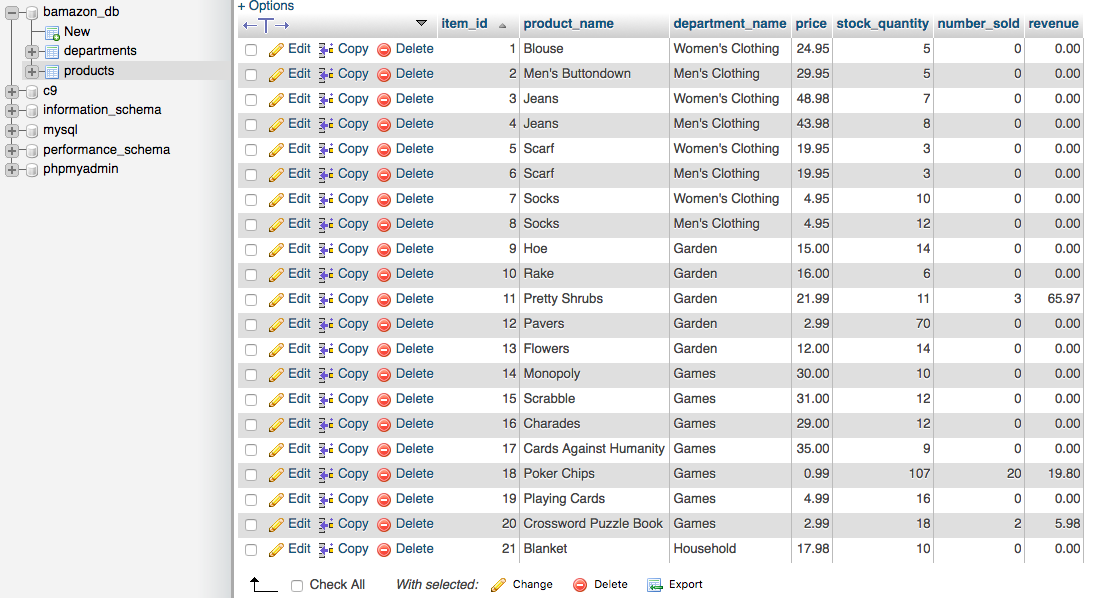 bamazon_db
New
departments
products
c9
information_schema
mysql
performance_schema
phpmyadmin
+ Options
item_id product_name department_name price stock_quantity number_sold revenue
Edit Copy Delete 1 Blouse Women's Clothing 24.95 5 0 0.00
Edit Copy Delete 2 Men's Buttondown Men's Clothing 29.95 5 0 0.00
Edit Copy Delete 3 Jeans Women's Clothing 48.98 7 0 0.00
Edit Copy Delete 4 Jeans Men's Clothing 43.98 8 0 0.00
Edit Copy Delete 5 Scarf Women's Clothing 19.95 3 0 0.00
Edit Copy Delete 6 Scarf Men's Clothing 19.95 3 0 0.00
Edit Copy Delete 7 Socks Women's Clothing 4.95 10 0 0.00
Edit Copy Delete 8 Socks Men's Clothing 4.95 12 0 0.00
Edit Copy Delete 9 Hoe Garden 15.00 14 0 0.00
Edit Copy Delete 10 Rake Garden 16.00 6 0 0.00
Edit Copy Delete 11 Pretty Shrubs Garden 21.99 11 3 65.97
Edit Copy Delete 12 Pavers Garden 2.99 70 0 0.00
Edit Copy Delete 13 Flowers Garden 12.00 14 0 0.00
Edit Copy Delete 14 Monopoly Games 30.00 10 0 0.00
Edit Copy Delete 15 Scrabble Games 31.00 12 0 0.00
Edit Copy Delete 16 Charades Games 29.00 12 0 0.00
Edit Copy Delete 17 Cards Against Humanity Games 35.00 9 0 0.00
Edit Copy Delete 18 Poker Chips Games 0.99 107 20 19.80
Edit Copy Delete 19 Playing Cards Games 4.99 16 0 0.00
Edit Copy Delete 20 Crossword Puzzle Book Games 2.99 18 2 5.98
Edit Copy Delete 21 Blanket Household 17.98 10 0 0.00
Check All With selected: Change Delete Export